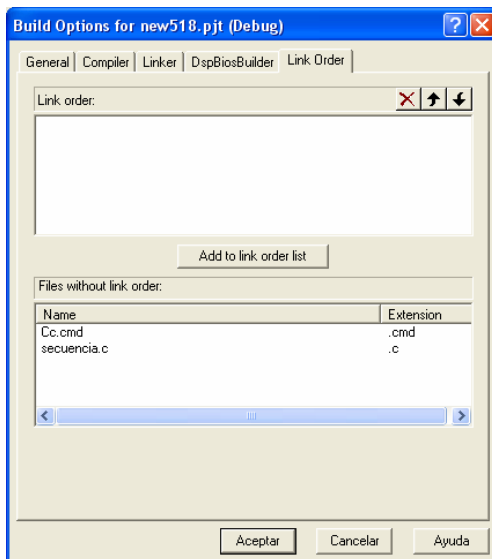 Build Options for new518.pjt (Debug)
General Compiler Linker DspBiosBuilder Link Order
Link order:
Add to link order list
Files without link order:
Name Extension
Cc.cmd .cmd
secuencia.c .c
Aceptar Cancelar Ayuda